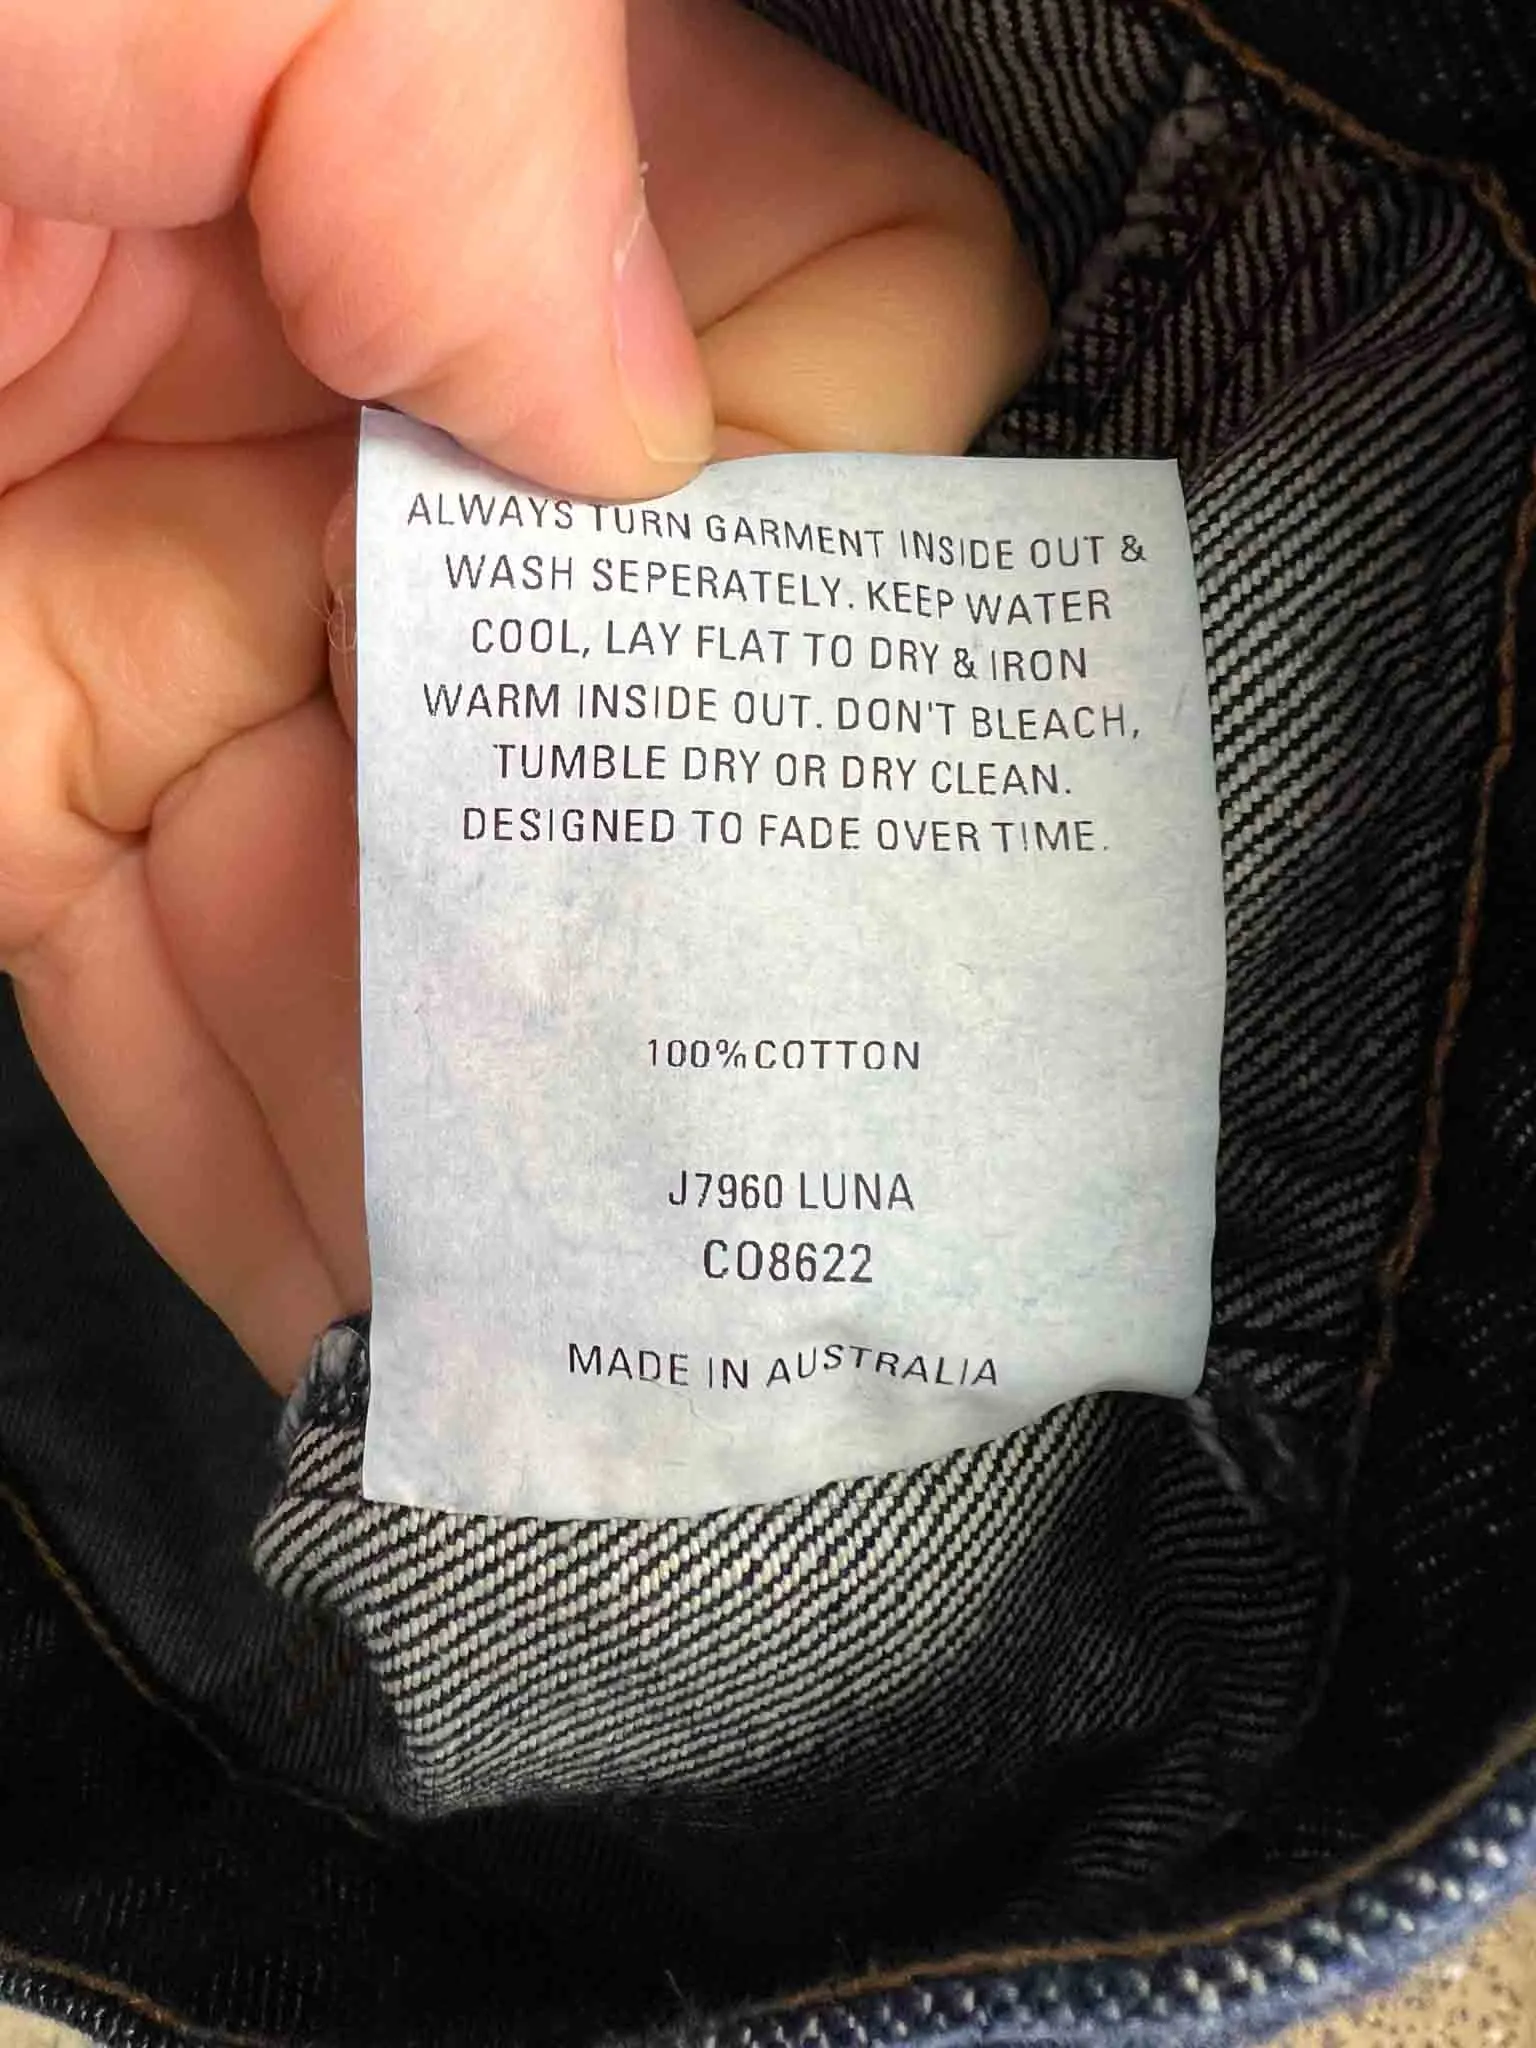 ALWAYS TURN GARMENT INSIDE OUT &
WASH SEPERATELY. KEEP WATER
COOL, LAY FLAT TO DRY & IRON
WARM INSIDE OUT. DON'T BLEACH,
TUMBLE DRY OR DRY CLEAN.
DESIGNED TO FADE OVER TIME.
100% COTTON
J7960 LUNA
CO8622
MADE IN AUSTRALIA